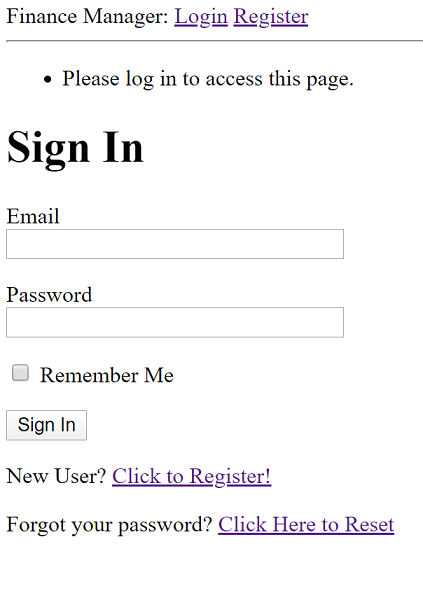 Finance Manager: Login Register
Please log in to access this page.
Sign In
Email
Password
Remember Me
Sign In
New User? Click to Register!
Forgot your password? Click Here to Reset